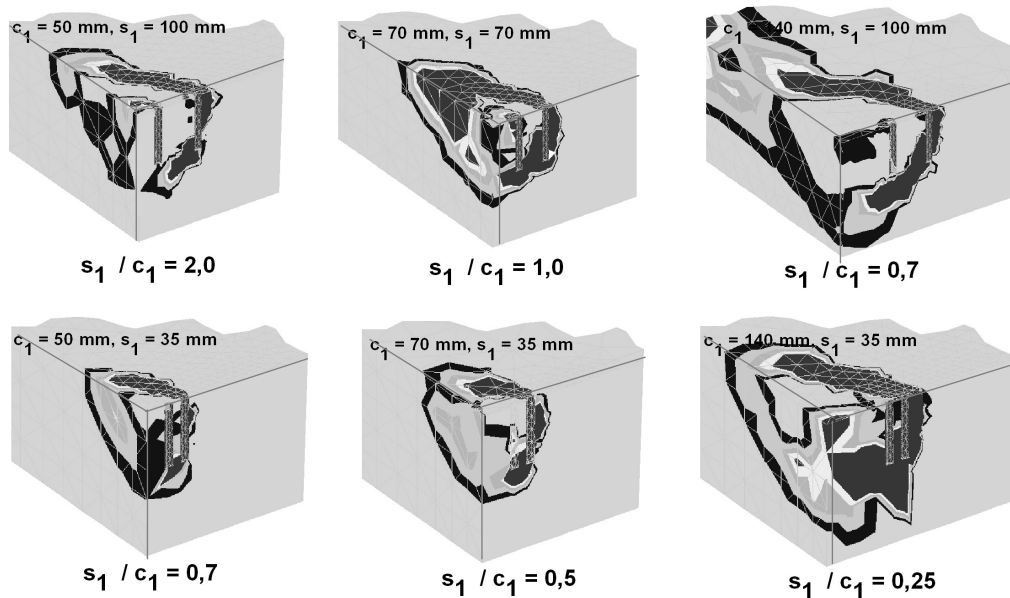 c1 = 50 mm, s1 = 100 mm
c1 = 70 mm, s1 = 70 mm
c1 = 140 mm, s1 = 100 mm
s1 / c1 = 2,0
s1 / c1 = 1,0
s1 / c1 = 0,7
c1 = 50 mm, s1 = 35 mm
c1 = 70 mm, s1 = 35 mm
c1 = 140 mm, s1 = 35 mm
s1 / c1 = 0,7
s1 / c1 = 0,5
s1 / c1 = 0,25